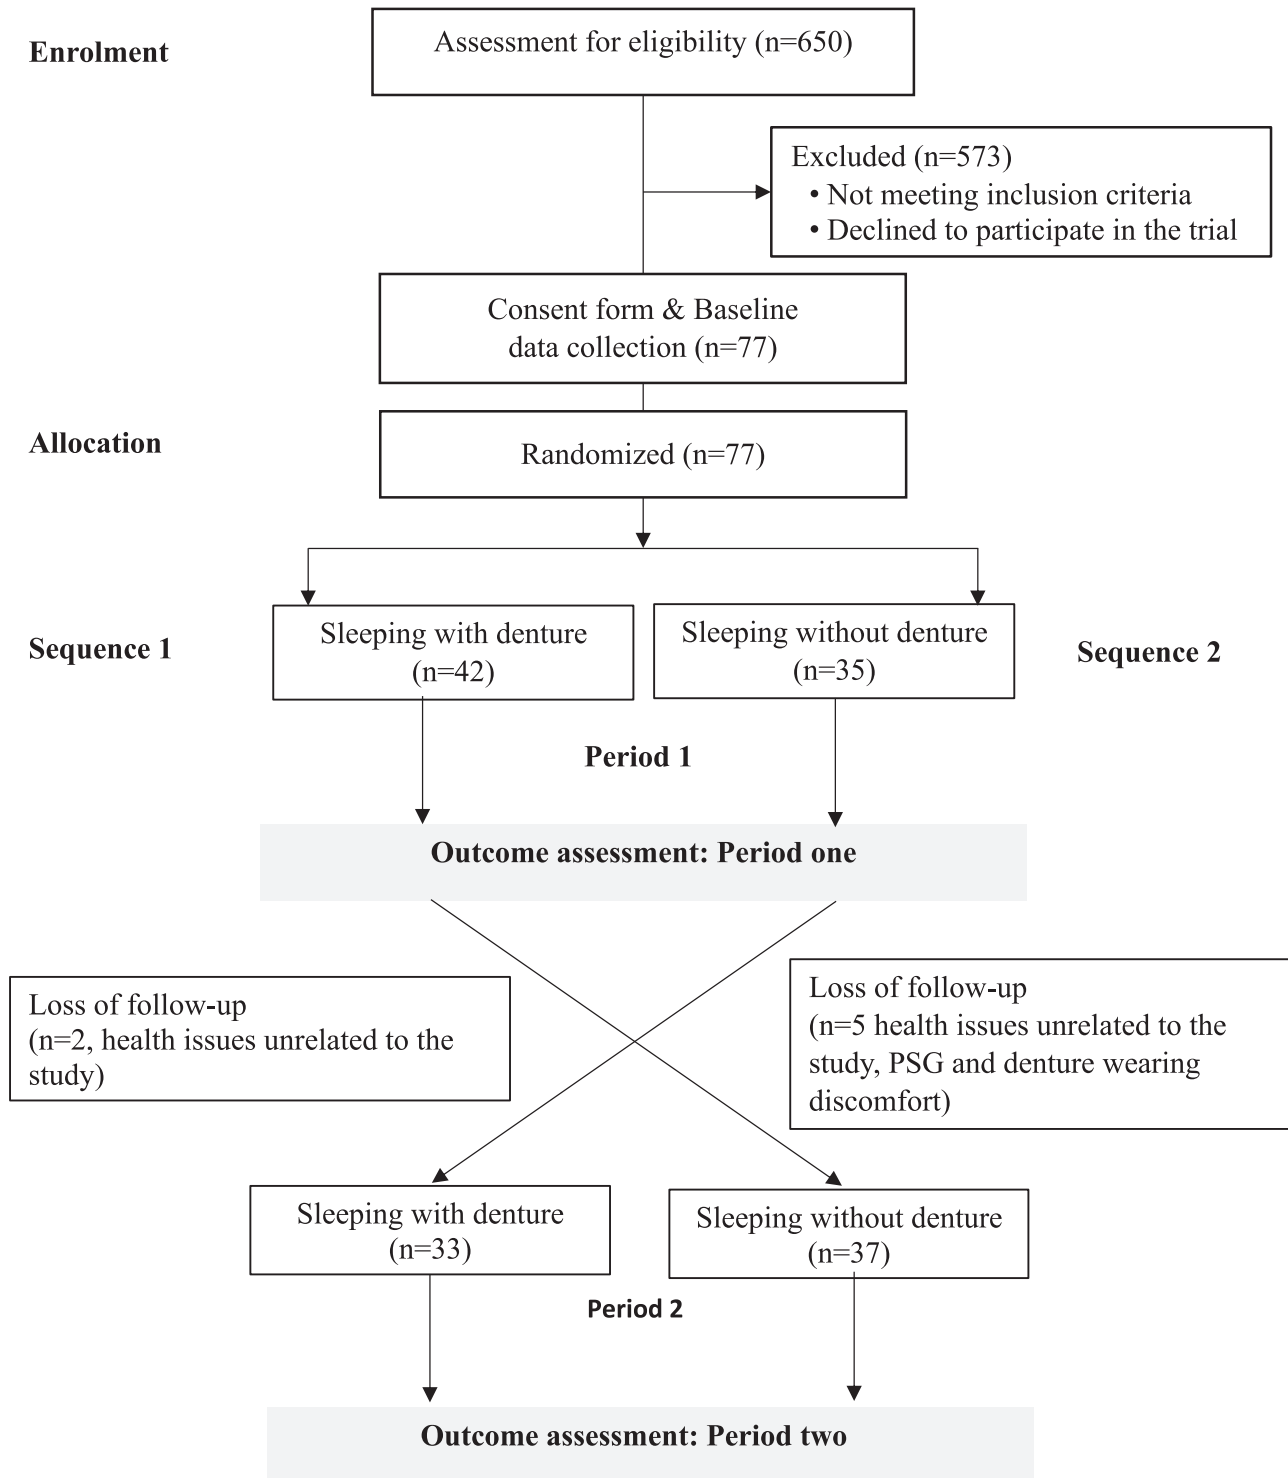 Enrolment
Assessment for eligibility (n=650)
Excluded (n=573)
• Not meeting inclusion criteria
• Declined to participate in the trial
Consent form & Baseline
data collection (n=77)
Allocation
Randomized (n=77)
Sequence 1
Sleeping with denture
(n=42)
Sleeping without denture
(n=35)
Sequence 2
Period 1
Outcome assessment: Period one
Loss of follow-up
(n=2, health issues unrelated to the
study)
Loss of follow-up
(n=5 health issues unrelated to the
study, PSG and denture wearing
discomfort)
Sleeping with denture
(n=33)
Sleeping without denture
(n=37)
Period 2
Outcome assessment: Period two